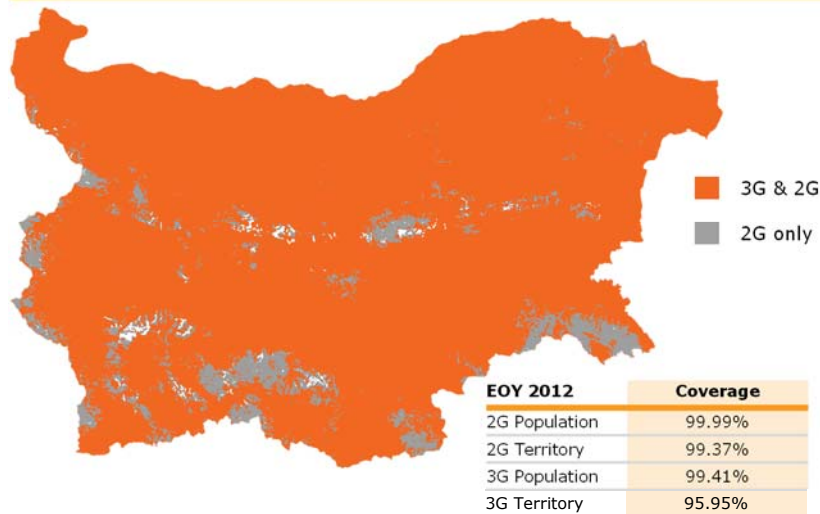 3G & 2G
2G only
EOY 2012 Coverage
2G Population 99.99%
2G Territory 99.37%
3G Population 99.41%
3G Territory 95.95%